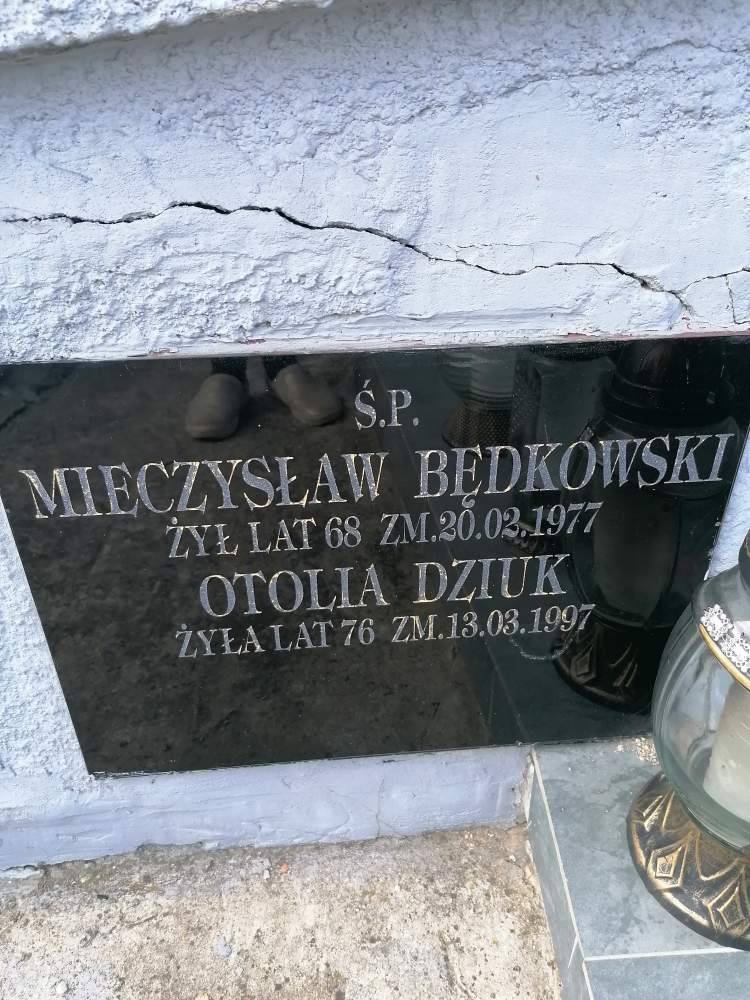 Ś.P.
MIECZYSŁAW BĘDKOWSKI
ŻYŁ LAT 68 ZM.20.02.1977
OTOLIA DZIUK
ŻYŁA LAT 76 ZM.13.03.1997